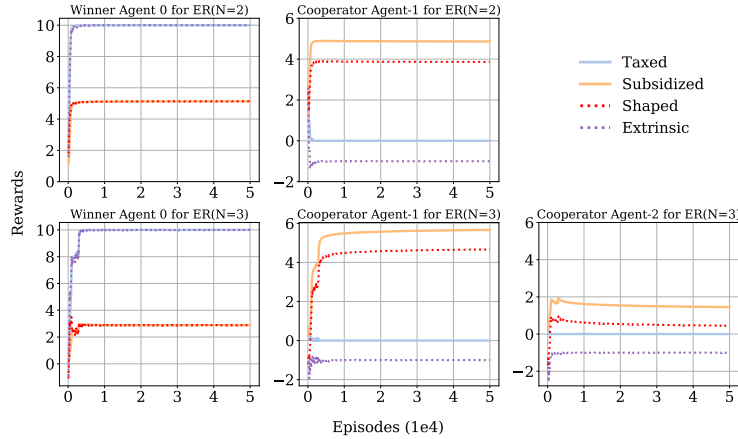 Winner Agent 0 for ER(N=2)
10
8
6
4
2
0
0 1 2 3 4 5
Cooperator Agent-1 for ER(N=2)
6
4
2
0
−2
0 1 2 3 4 5
Taxed
Subsidized
Shaped
Extrinsic
Rewards
Winner Agent 0 for ER(N=3)
10
8
6
4
2
0
0 1 2 3 4 5
Cooperator Agent-1 for ER(N=3)
6
4
2
0
−2
0 1 2 3 4 5
Cooperator Agent-2 for ER(N=3)
6
4
2
0
−2
0 1 2 3 4 5
Episodes (1e4)